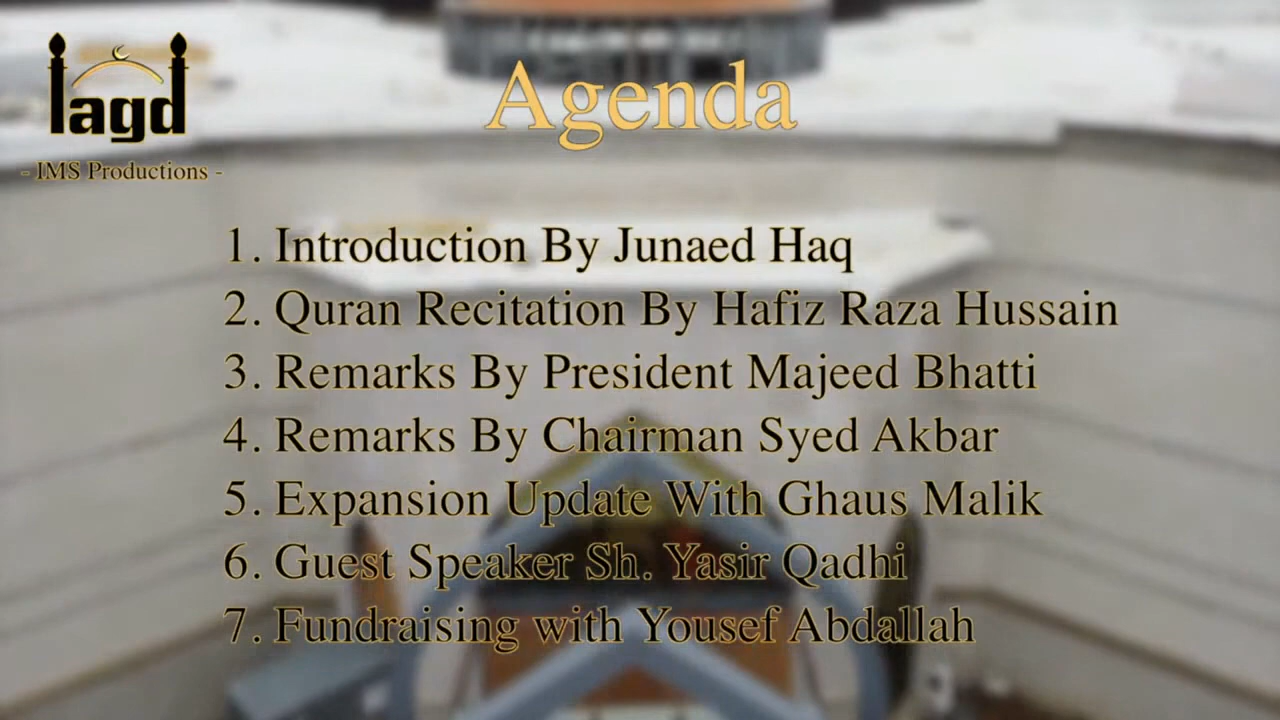 iagd
- IMS Productions -
Agenda
1. Introduction By Junaed Haq
2. Quran Recitation By Hafiz Raza Hussain
3. Remarks By President Majeed Bhatti
4. Remarks By Chairman Syed Akbar
5. Expansion Update With Ghaus Malik
6. Guest Speaker Sh. Yasir Qadhi
7. Fundraising with Yousef Abdallah